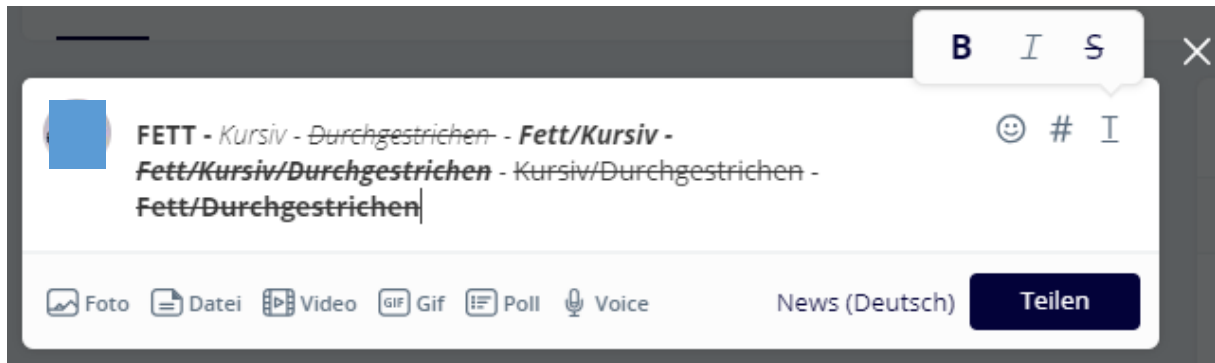 B I S
FETT - Kursiv - Durchgestrichen - Fett/Kursiv -
Fett/Kursiv/Durchgestrichen - Kursiv/Durchgestrichen -
Fett/Durchgestrichen
# T
Foto Datei Video GIF Gif Poll Voice News (Deutsch) Teilen